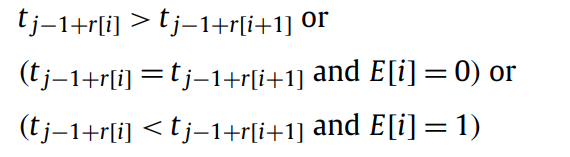 t_{j−1+r[i]} > t_{j−1+r[i+1]} or
(t_{j−1+r[i]} = t_{j−1+r[i+1]} and E[i] = 0) or
(t_{j−1+r[i]} < t_{j−1+r[i+1]} and E[i] = 1)